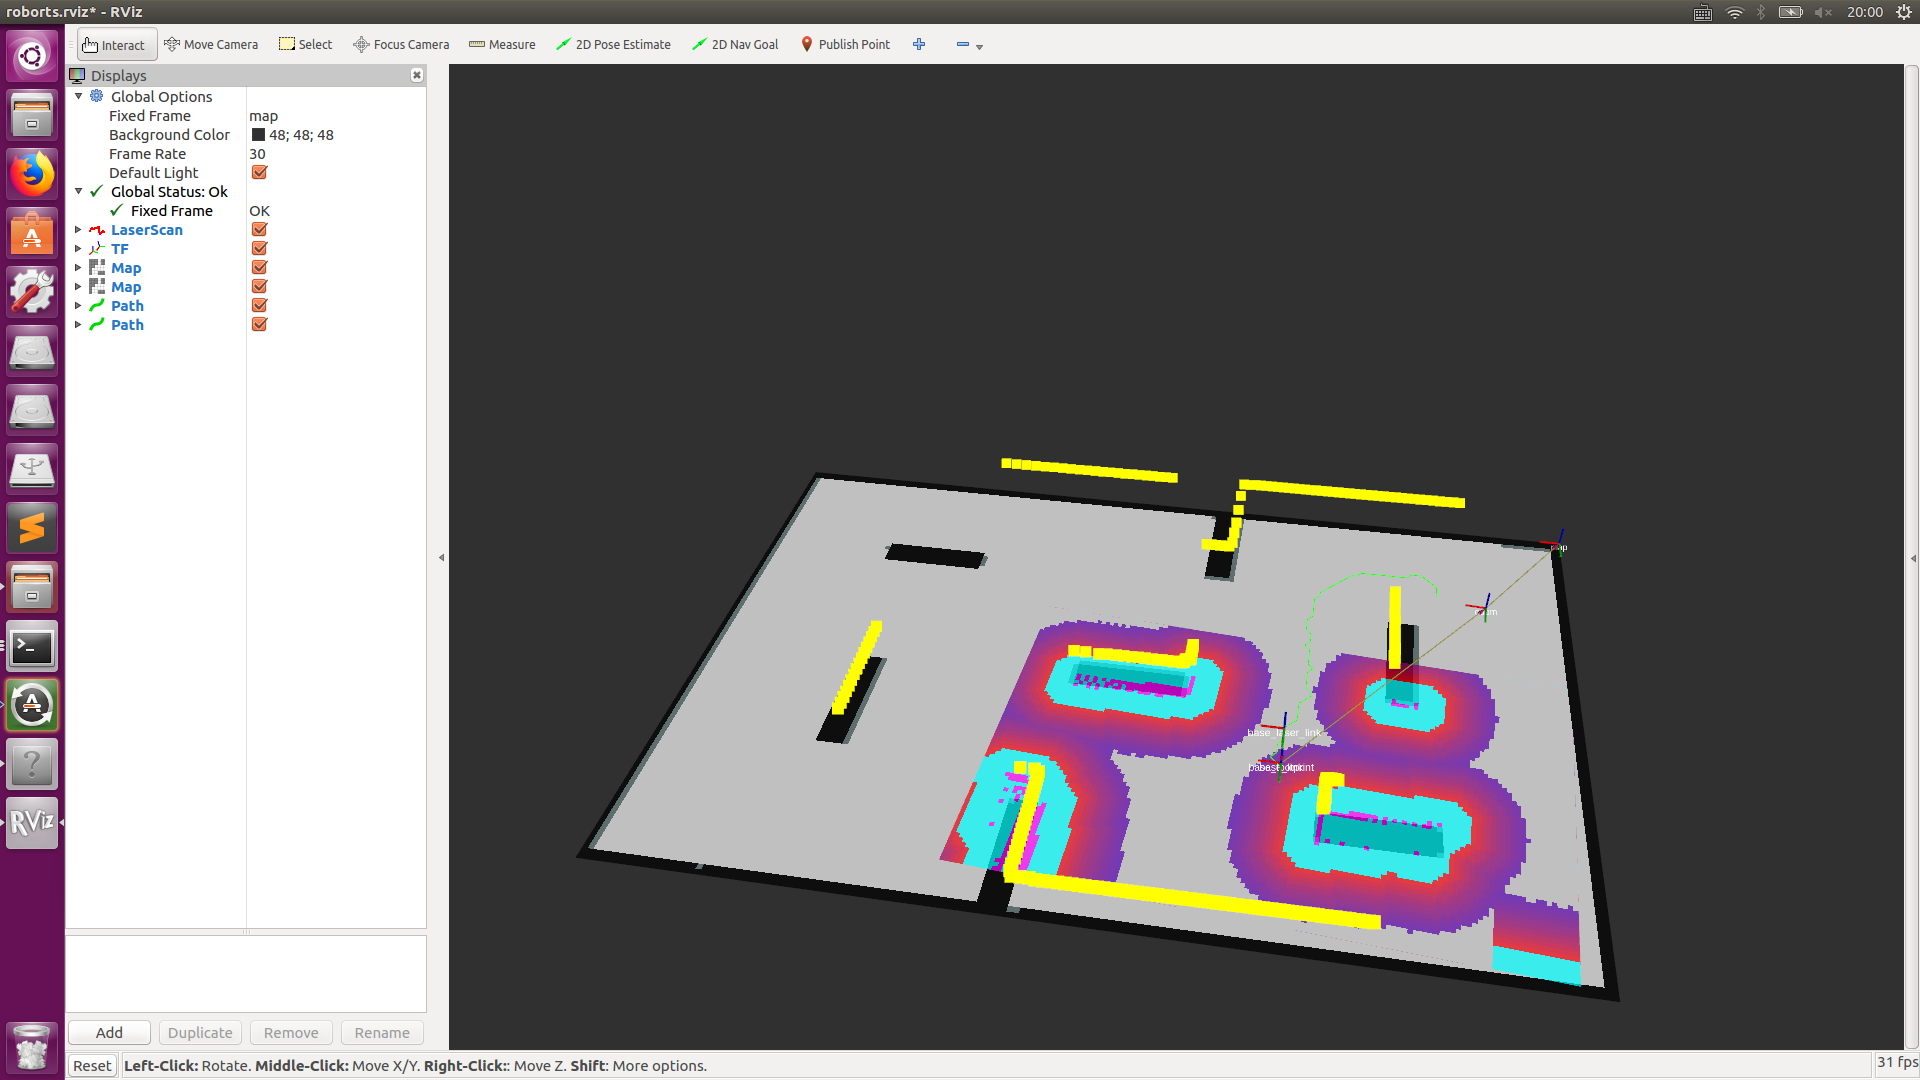 roborts.rviz* - RViz
20:00
Interact
Move Camera
Select
Focus Camera
Measure
2D Pose Estimate
2D Nav Goal
Publish Point
Displays
Global Options
Fixed Frame map
Background Color 48; 48; 48
Frame Rate 30
Default Light
Global Status: Ok
Fixed Frame OK
LaserScan
TF
Map
Map
Path
Path
map
base_laser_link
RViz
Add Duplicate Remove Rename
Reset Left-Click: Rotate. Middle-Click: Move X/Y. Right-Click:: Move Z. Shift: More options.
31 fps